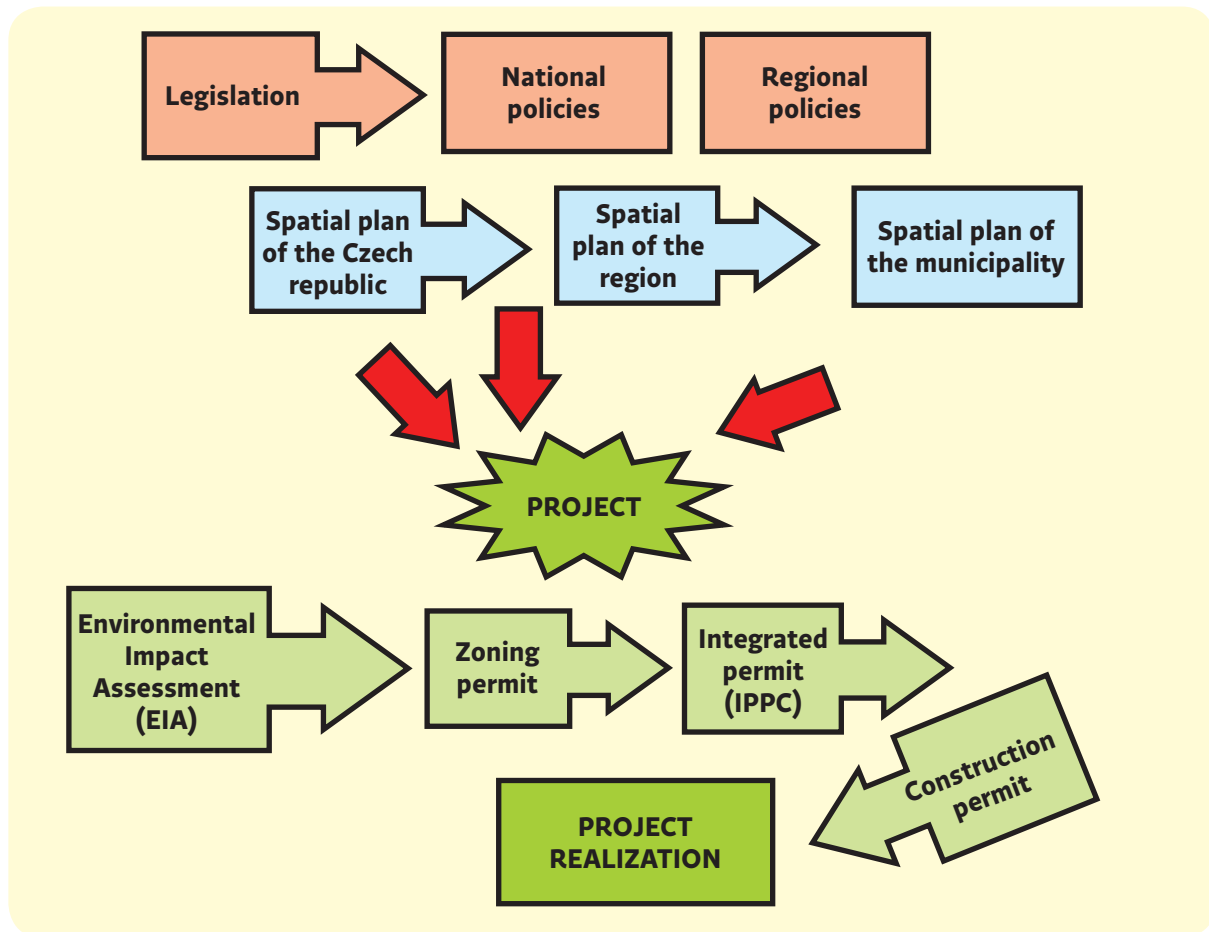 Legislation
National
policies
Regional
policies
Spatial plan
of the Czech
republic
Spatial
plan of the
region
Spatial plan of
the municipality
PROJECT
Environmental
Impact
Assessment
(EIA)
Zoning
permit
Integrated
permit
(IPPC)
Construction
permit
PROJECT
REALIZATION